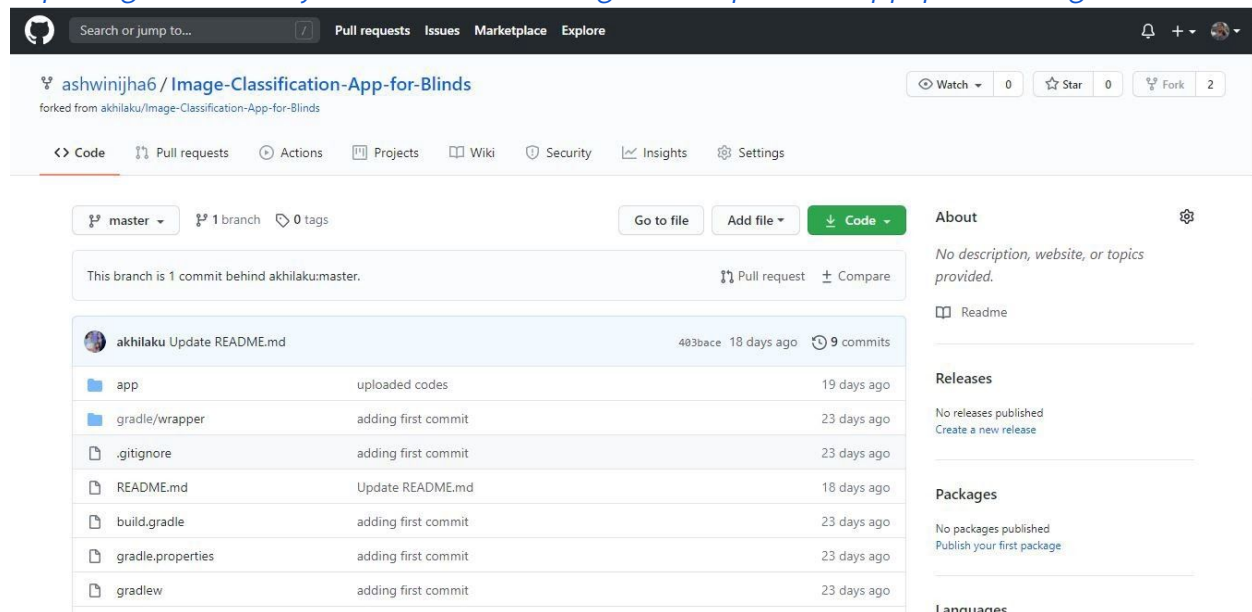 Search or jump to... / Pull requests Issues Marketplace Explore
ashwinijha6 / Image-Classification-App-for-Blinds
Watch 0 Star 0 Fork 2
forked from akhilaku/Image-Classification-App-for-Blinds
<> Code Pull requests Actions Projects Wiki Security Insights Settings
master 1 branch 0 tags Go to file Add file Code
This branch is 1 commit behind akhilaku:master. Pull request Compare
akhilaku Update README.md 403bace 18 days ago 9 commits
app uploaded codes 19 days ago
gradle/wrapper adding first commit 23 days ago
.gitignore adding first commit 23 days ago
README.md Update README.md 18 days ago
build.gradle adding first commit 23 days ago
gradle.properties adding first commit 23 days ago
gradlew adding first commit 23 days ago
About
No description, website, or topics
provided.
Readme
Releases
No releases published
Create a new release
Packages
No packages published
Publish your first package
Languages